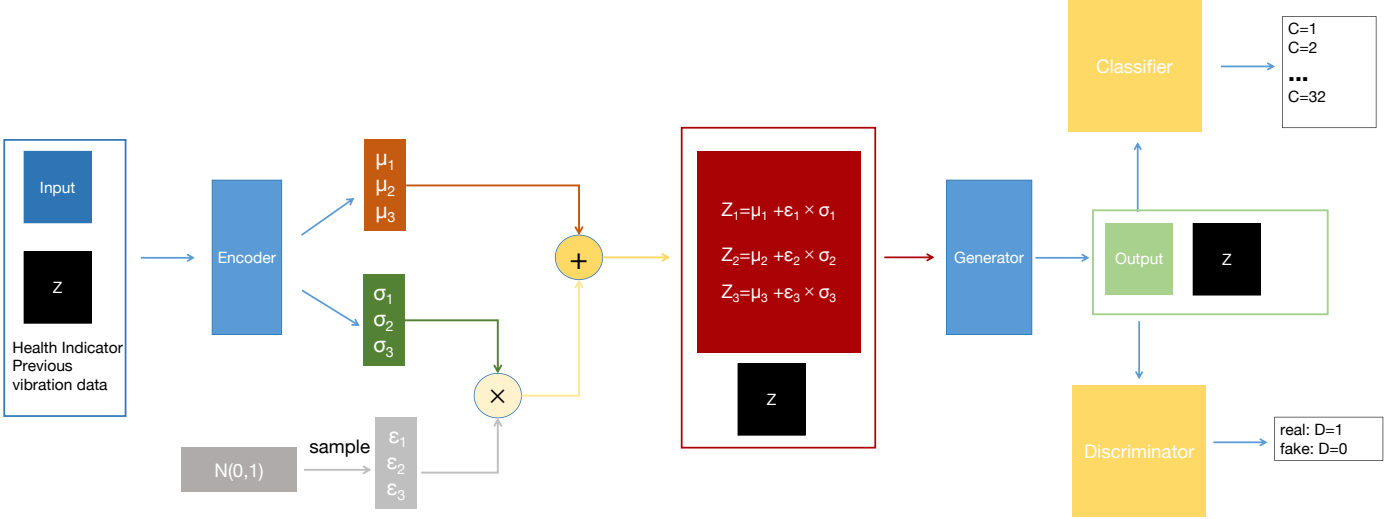 Input
Z
Health Indicator
Previous
vibration data
Encoder
μ₁
μ₂
μ₃
σ₁
σ₂
σ₃
N(0,1)
sample
ε₁
ε₂
ε₃
×
+
Z₁=μ₁ +ε₁ × σ₁
Z₂=μ₂ +ε₂ × σ₂
Z₃=μ₃ +ε₃ × σ₃
Z
Generator
Output
Z
Classifier
C=1
C=2
...
C=32
Discriminator
real: D=1
fake: D=0